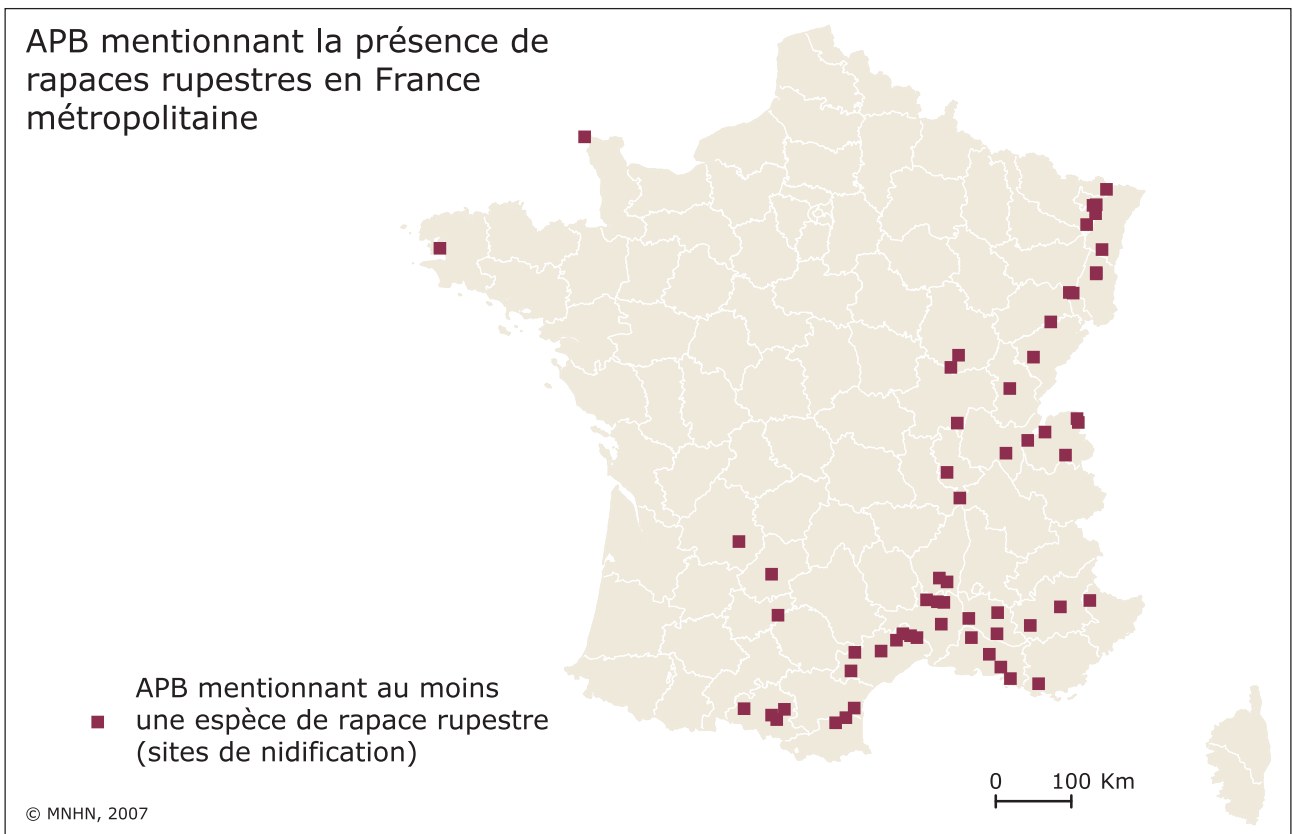 APB mentionnant la présence de
rapaces rupestres en France
métropolitaine
APB mentionnant au moins
une espèce de rapace rupestre
(sites de nidification)
0 100 Km
© MNHN, 2007